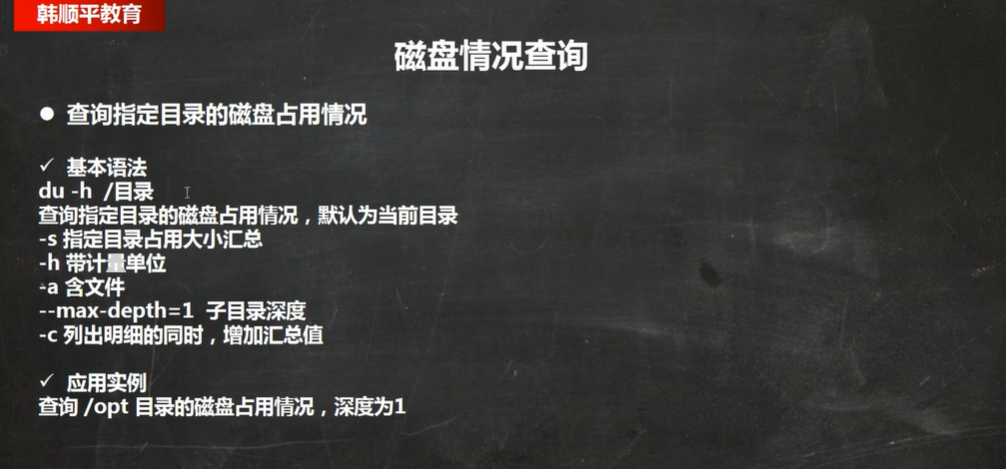 韩顺平教育
磁盘情况查询
● 查询指定目录的磁盘占用情况
✓ 基本语法
du -h /目录
查询指定目录的磁盘占用情况，默认为当前目录
-s 指定目录占用大小汇总
-h 带计量单位
-a 含文件
--max-depth=1 子目录深度
-c 列出明细的同时，增加汇总值
✓ 应用实例
查询 /opt 目录的磁盘占用情况，深度为1